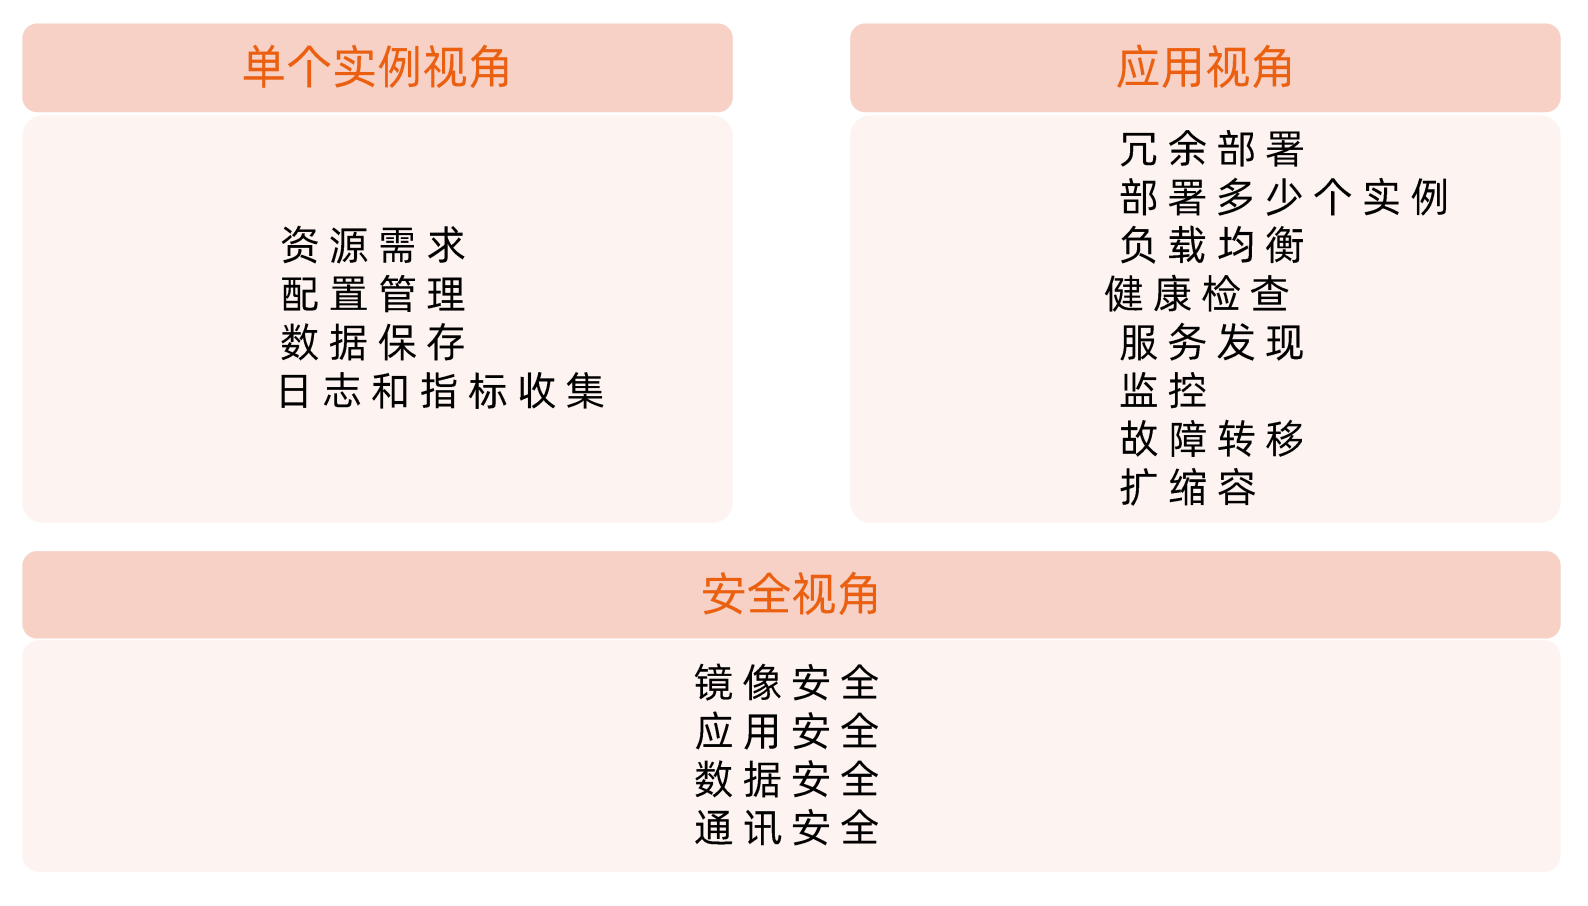 单个实例视角
资源需求
配置管理
数据保存
日志和指标收集
应用视角
冗余部署
部署多少个实例
负载均衡
健康检查
服务发现
监控
故障转移
扩缩容
安全视角
镜像安全
应用安全
数据安全
通讯安全